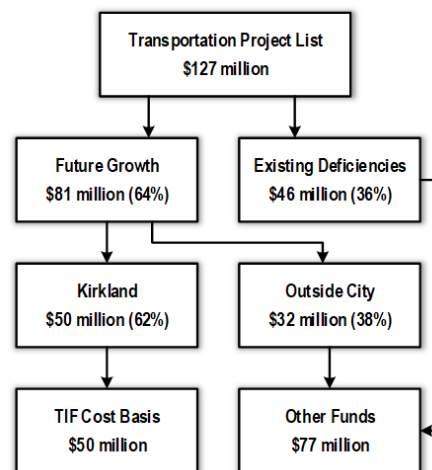 Transportation Project List
$127 million
Future Growth
$81 million (64%)
Existing Deficiencies
$46 million (36%)
Kirkland
$50 million (62%)
Outside City
$32 million (38%)
TIF Cost Basis
$50 million
Other Funds
$77 million